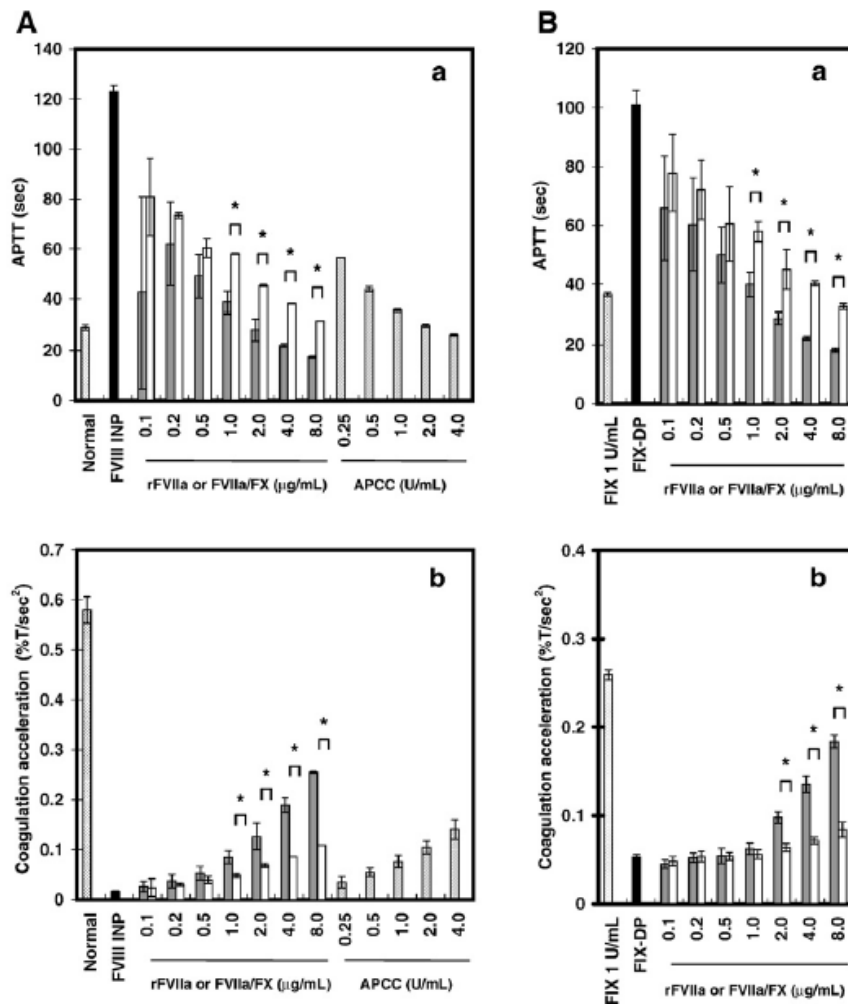 A
B
a
140
120
100
80
60
40
20
0
APTT (sec)
* * * *
Normal
FVIII INP
0.1 0.2 0.5 1.0 2.0 4.0 8.0 0.25 0.5 1.0 2.0 4.0
rFVIIa or FVIIa/FX (μg/mL) APCC (U/mL)
a
120
100
80
60
40
20
0
APTT (sec)
* * * *
FIX 1 U/mL
FIX-DP
0.1 0.2 0.5 1.0 2.0 4.0 8.0
rFVIIa or FVIIa/FX (μg/mL)
b
0.7
0.6
0.5
0.4
0.3
0.2
0.1
0
Coagulation acceleration (%T/sec²)
* * * *
Normal
FVIII INP
0.1 0.2 0.5 1.0 2.0 4.0 8.0 0.25 0.5 1.0 2.0 4.0
rFVIIa or FVIIa/FX (μg/mL) APCC (U/mL)
b
0.4
0.3
0.2
0.1
0
Coagulation acceleration (%T/sec²)
* * *
FIX 1 U/mL
FIX-DP
0.1 0.2 0.5 1.0 2.0 4.0 8.0
rFVIIa or FVIIa/FX (μg/mL)